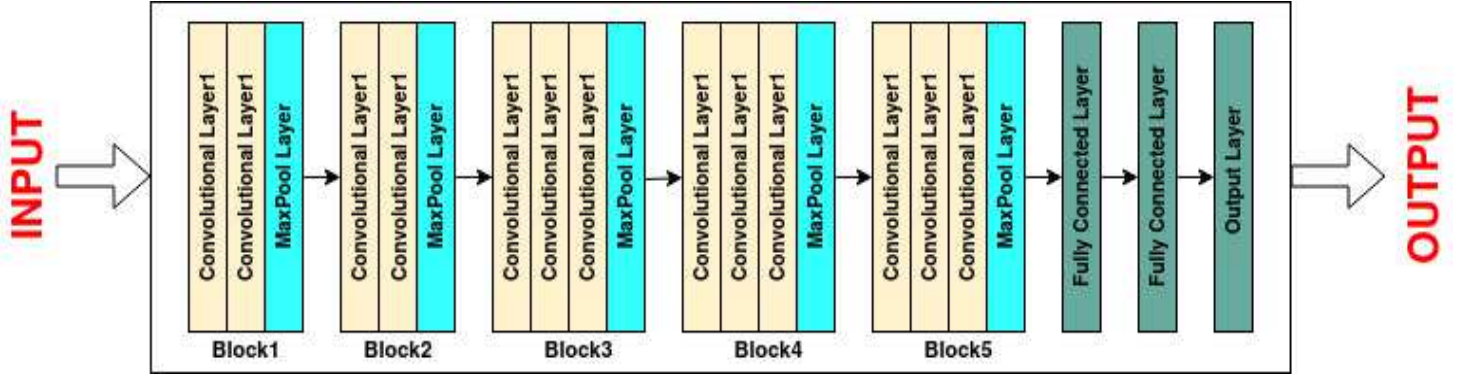 INPUT
Convolutional Layer1
Convolutional Layer1
MaxPool Layer
Block1
Convolutional Layer1
Convolutional Layer1
MaxPool Layer
Block2
Convolutional Layer1
Convolutional Layer1
Convolutional Layer1
MaxPool Layer
Block3
Convolutional Layer1
Convolutional Layer1
Convolutional Layer1
MaxPool Layer
Block4
Convolutional Layer1
Convolutional Layer1
Convolutional Layer1
MaxPool Layer
Block5
Fully Connected Layer
Fully Connected Layer
Output Layer
OUTPUT